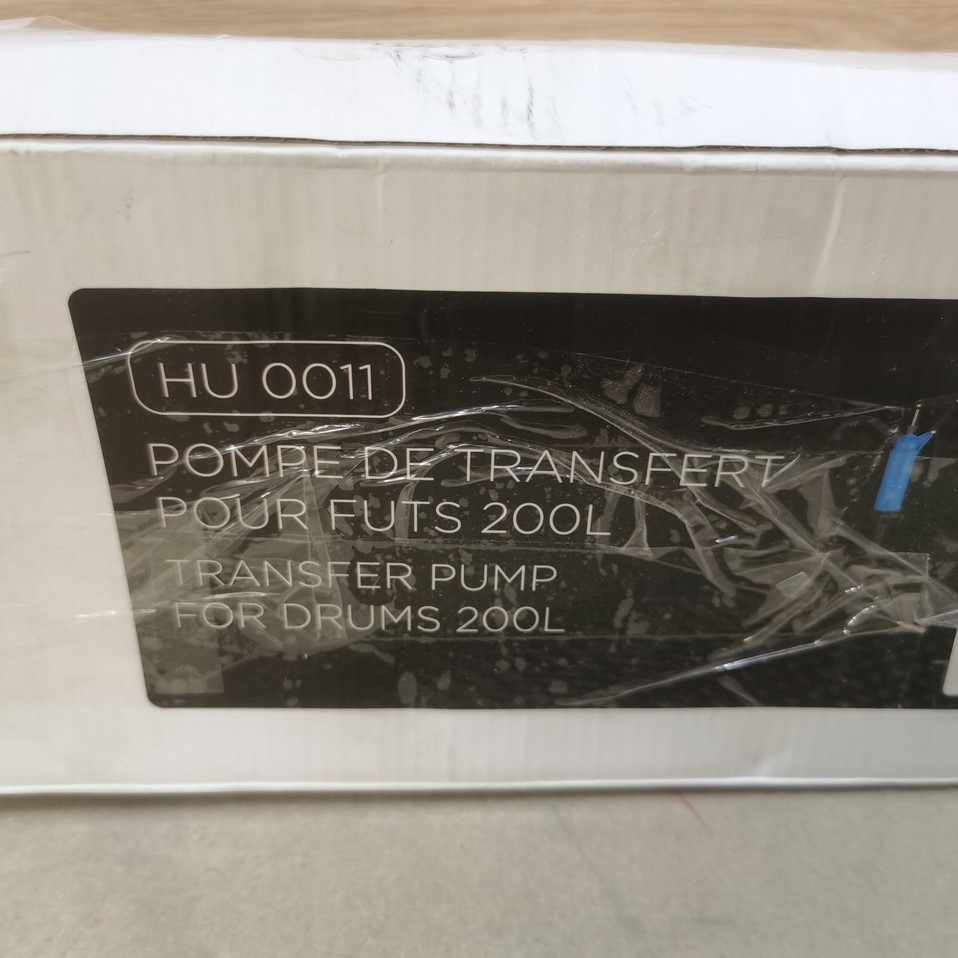 HU 0011
POMPE DE TRANSFERT
POUR FUTS 200L
TRANSFER PUMP
FOR DRUMS 200L